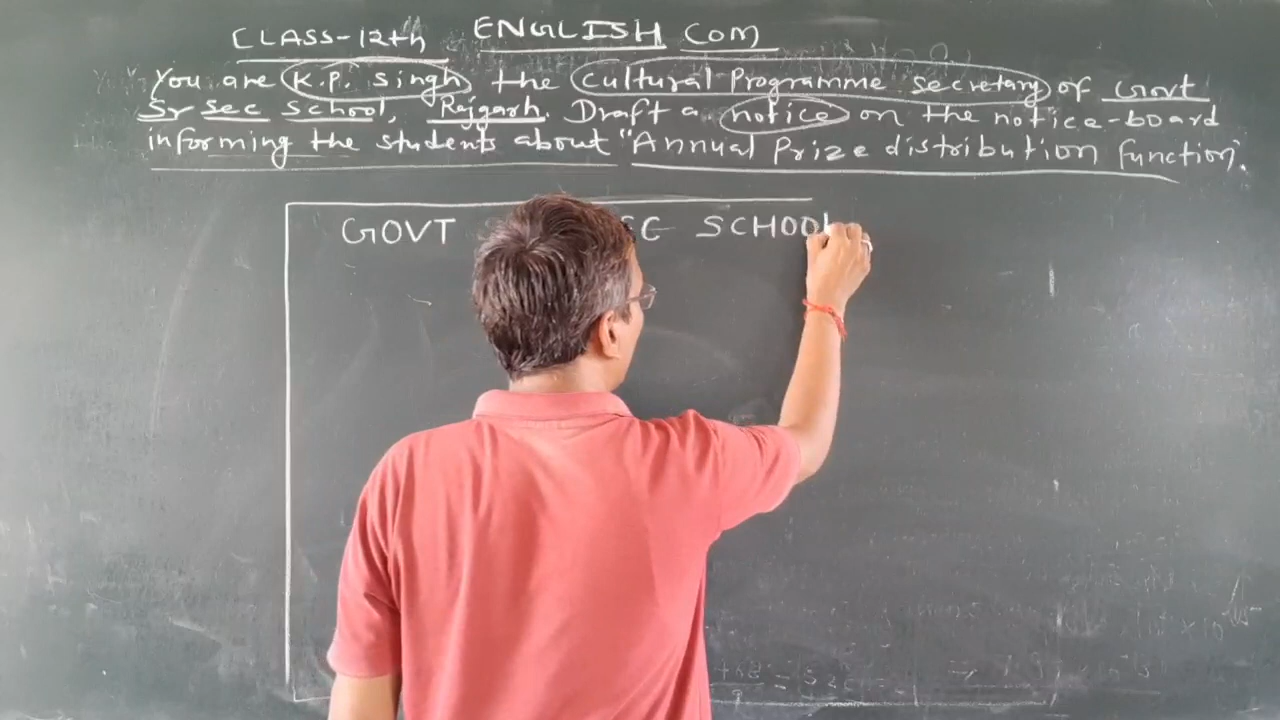 CLASS-12th ENGLISH COM
You are K.P. Singh the Cultural Programme secretary of Govt
Sr Sec School, Rajgarh. Draft a notice on the notice-board
informing the students about "Annual Prize distribution function".
GOVT SCHOOL